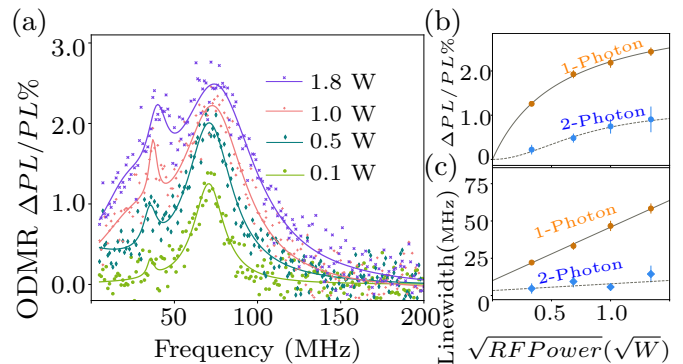 (a)
3.0
2.0
1.0
0.0
ODMR ΔPL/PL%
1.8 W
1.0 W
0.5 W
0.1 W
50
100
150
200
Frequency (MHz)
(b)
ΔPL/PL%
2.0
0.0
1-Photon
2-Photon
(c)
Linewidth(MHz)
75
50
25
0
1-Photon
2-Photon
0.5
1.0
√RFPower(√W)